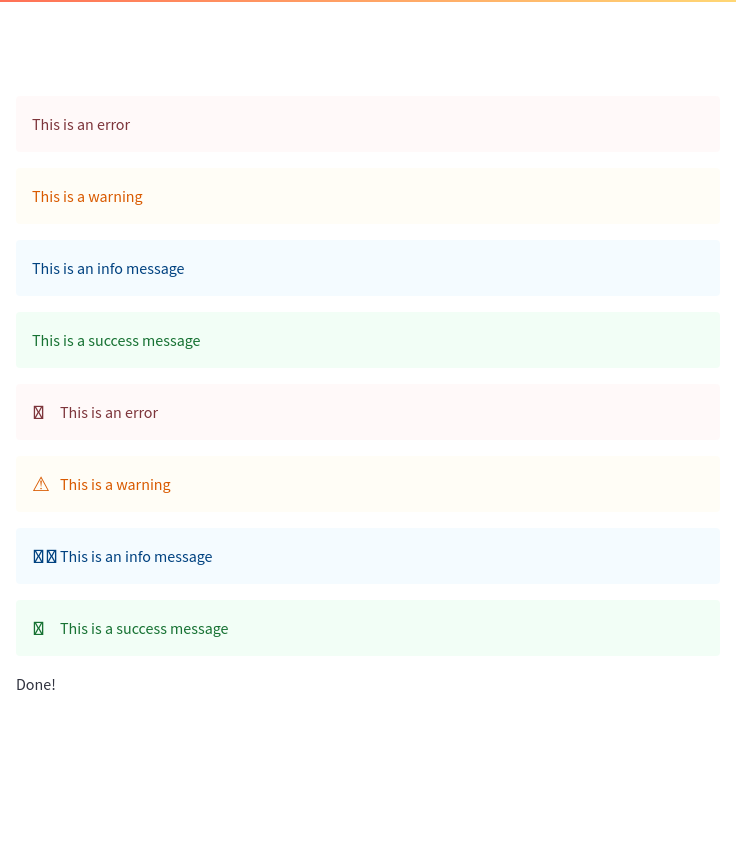 This is an error
This is a warning
This is an info message
This is a success message
This is an error
⚠ This is a warning
This is an info message
This is a success message
Done!